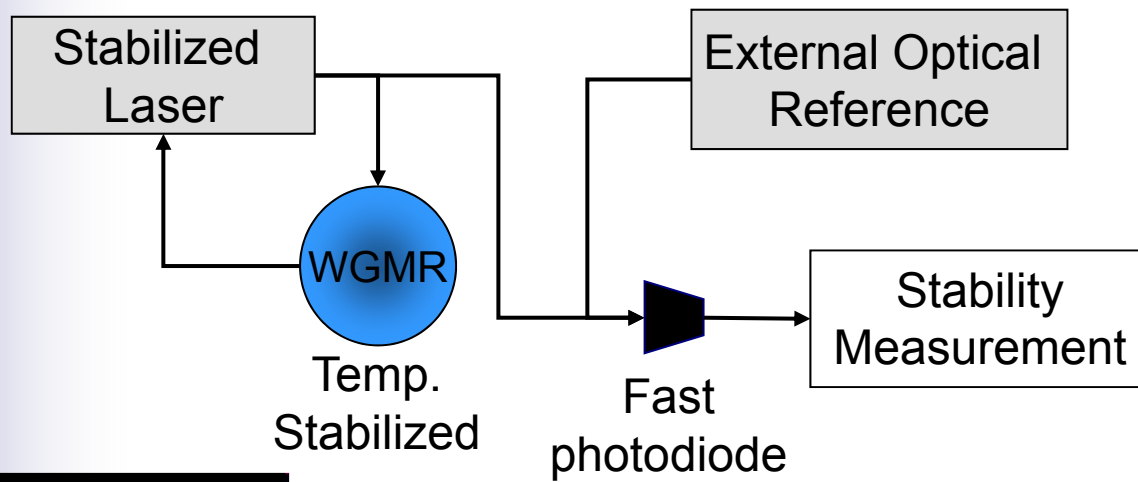 Stabilized
Laser
External Optical
Reference
WGMR
Temp.
Stabilized
Fast
photodiode
Stability
Measurement